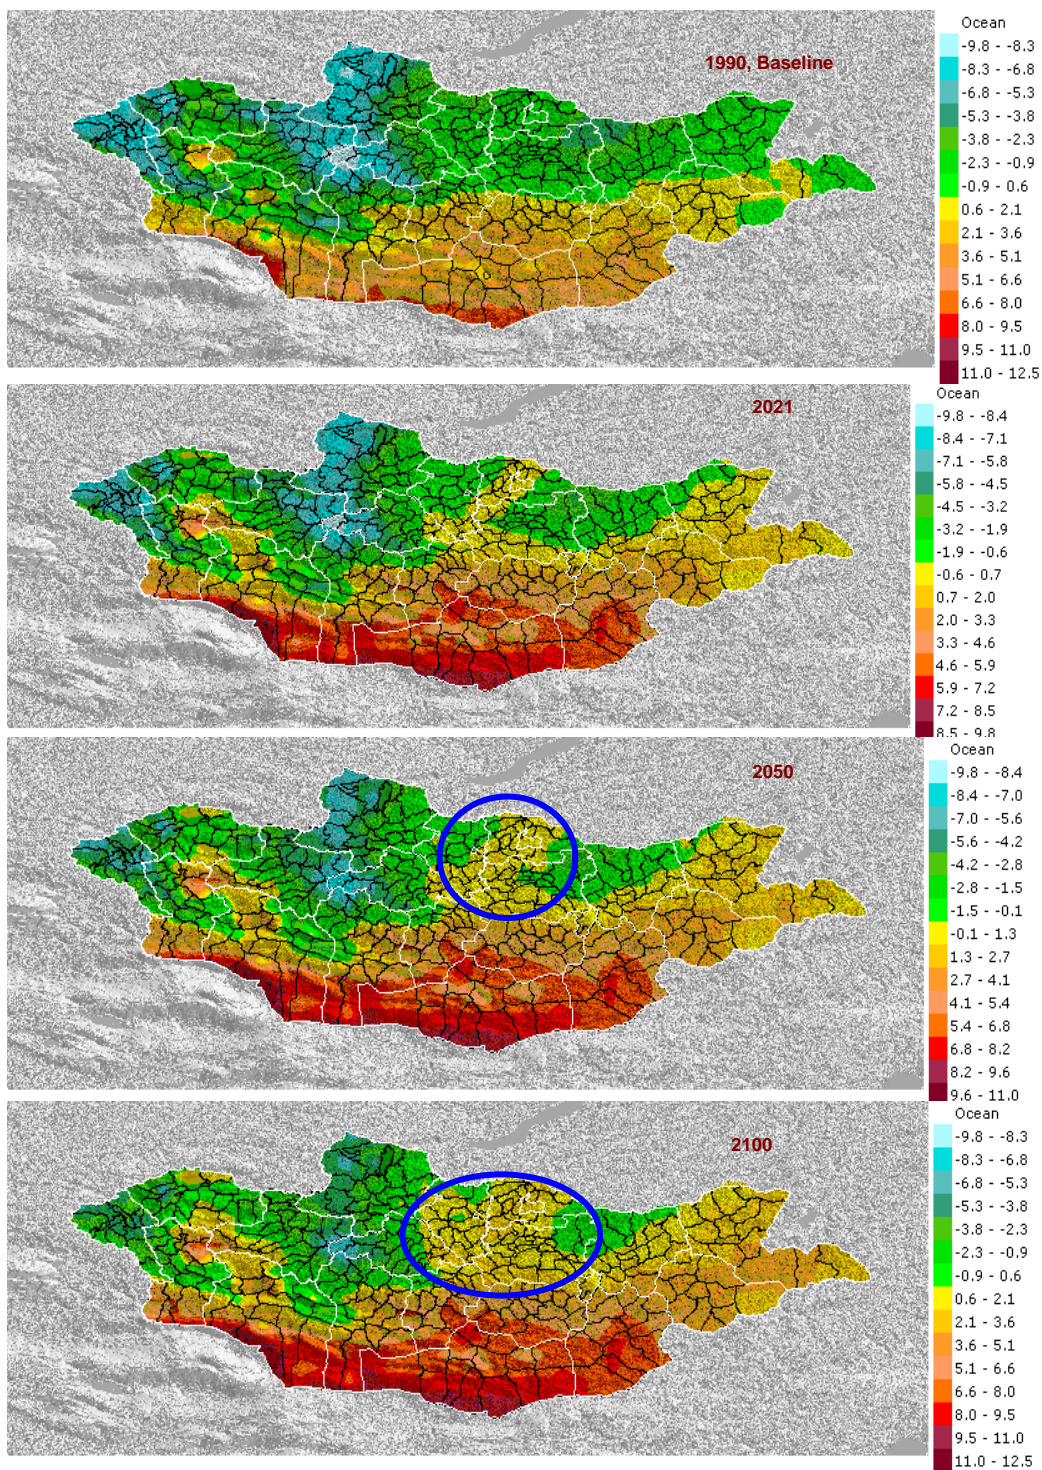 1990, Baseline
Ocean
-9.8 - -8.3
-8.3 - -6.8
-6.8 - -5.3
-5.3 - -3.8
-3.8 - -2.3
-2.3 - -0.9
-0.9 - 0.6
0.6 - 2.1
2.1 - 3.6
3.6 - 5.1
5.1 - 6.6
6.6 - 8.0
8.0 - 9.5
9.5 - 11.0
11.0 - 12.5
2021
Ocean
-9.8 - -8.4
-8.4 - -7.1
-7.1 - -5.8
-5.8 - -4.5
-4.5 - -3.2
-3.2 - -1.9
-1.9 - -0.6
-0.6 - 0.7
0.7 - 2.0
2.0 - 3.3
3.3 - 4.6
4.6 - 5.9
5.9 - 7.2
7.2 - 8.5
8.5 - 9.8
2050
Ocean
-9.8 - -8.4
-8.4 - -7.0
-7.0 - -5.6
-5.6 - -4.2
-4.2 - -2.8
-2.8 - -1.5
-1.5 - -0.1
-0.1 - 1.3
1.3 - 2.7
2.7 - 4.1
4.1 - 5.4
5.4 - 6.8
6.8 - 8.2
8.2 - 9.6
9.6 - 11.0
2100
Ocean
-9.8 - -8.3
-8.3 - -6.8
-6.8 - -5.3
-5.3 - -3.8
-3.8 - -2.3
-2.3 - -0.9
-0.9 - 0.6
0.6 - 2.1
2.1 - 3.6
3.6 - 5.1
5.1 - 6.6
6.6 - 8.0
8.0 - 9.5
9.5 - 11.0
11.0 - 12.5